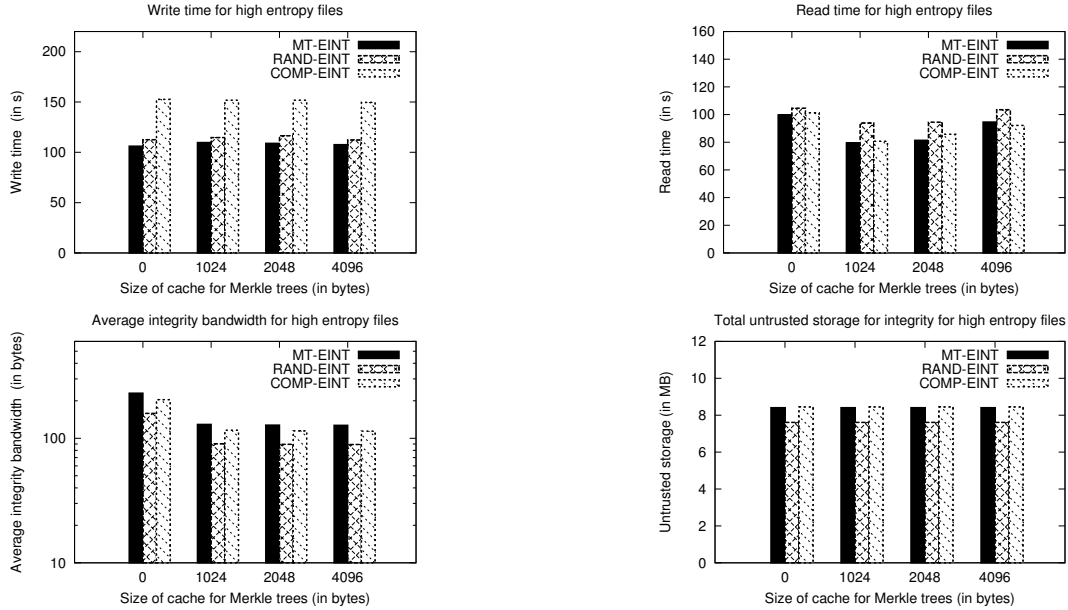 Write time for high entropy files
Write time (in s)
200
150
100
50
0
MT-EINT
RAND-EINT
COMP-EINT
0 1024 2048 4096
Size of cache for Merkle trees (in bytes)
Read time for high entropy files
Read time (in s)
160
140
120
100
80
60
40
20
0
MT-EINT
RAND-EINT
COMP-EINT
0 1024 2048 4096
Size of cache for Merkle trees (in bytes)
Average integrity bandwidth for high entropy files
Average integrity bandwidth (in bytes)
100
10
MT-EINT
RAND-EINT
COMP-EINT
0 1024 2048 4096
Size of cache for Merkle trees (in bytes)
Total untrusted storage for integrity for high entropy files
Untrusted storage (in MB)
12
10
8
6
4
2
0
MT-EINT
RAND-EINT
COMP-EINT
0 1024 2048 4096
Size of cache for Merkle trees (in bytes)